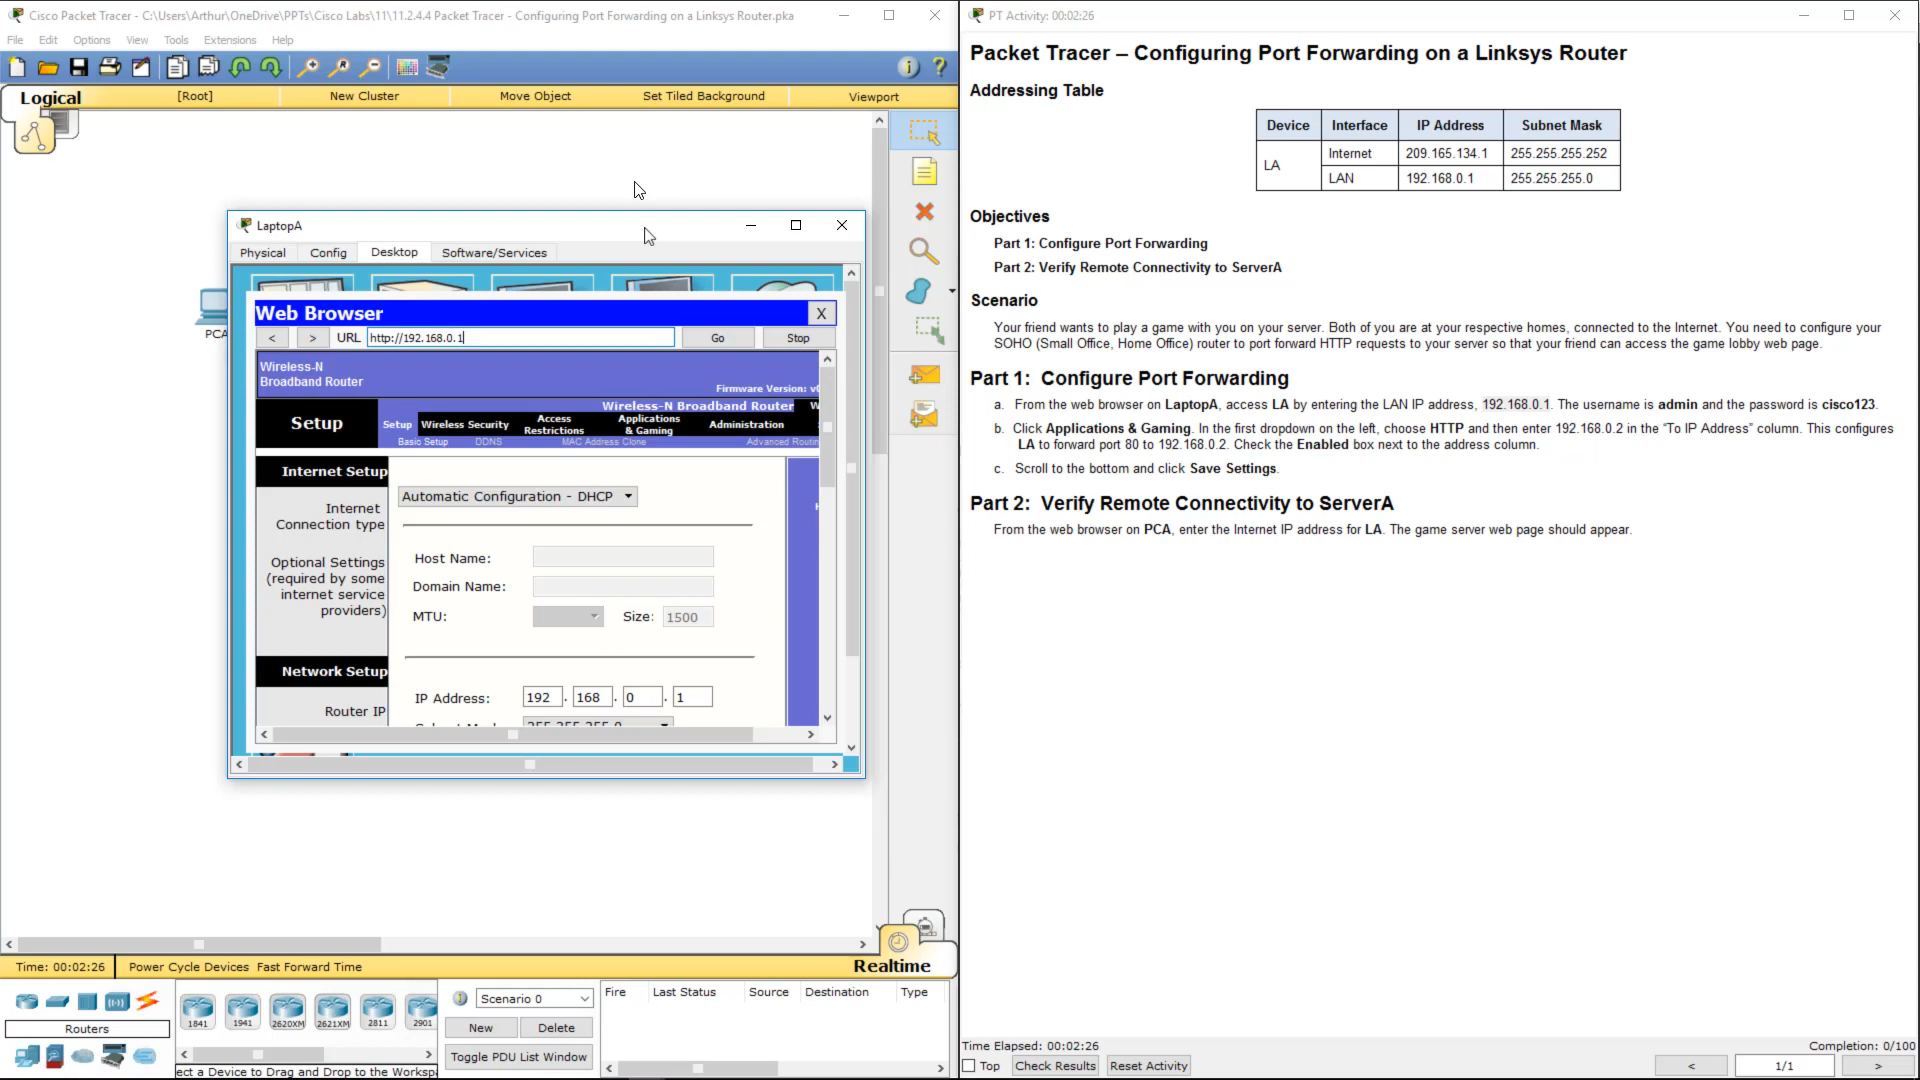 Cisco Packet Tracer - C:\Users\Arthur\OneDrive\PPTs\Cisco Labs\11\11.2.4.4 Packet Tracer - Configuring Port Forwarding on a Linksys Router.pka
File Edit Options View Tools Extensions Help
Logical [Root] New Cluster Move Object Set Tiled Background Viewport
PCA
LaptopA
Physical Config Desktop Software/Services
Web Browser X
< > URL http://192.168.0.1 Go Stop
Wireless-N
Broadband Router
Firmware Version: v
Wireless-N Broadband Router W
Setup
Setup Wireless Security Access Restrictions Applications & Gaming Administration
Basic Setup DDNS MAC Address Clone Advanced Routin
Internet Setup
Internet
Connection type
Automatic Configuration - DHCP
Optional Settings
(required by some
internet service
providers)
Host Name:
Domain Name:
MTU: Size: 1500
Network Setup
Router IP
IP Address: 192 . 168 . 0 . 1
Time: 00:02:26 Power Cycle Devices Fast Forward Time Realtime
Routers
1841 1941 2620XM 2621XM 2811 2901
ect a Device to Drag and Drop to the Workspa
Scenario 0
New Delete
Toggle PDU List Window
Fire Last Status Source Destination Type
PT Activity: 00:02:26
Packet Tracer – Configuring Port Forwarding on a Linksys Router
Addressing Table
Device Interface IP Address Subnet Mask
LA Internet 209.165.134.1 255.255.255.252
LAN 192.168.0.1 255.255.255.0
Objectives
Part 1: Configure Port Forwarding
Part 2: Verify Remote Connectivity to ServerA
Scenario
Your friend wants to play a game with you on your server. Both of you are at your respective homes, connected to the Internet. You need to configure your
SOHO (Small Office, Home Office) router to port forward HTTP requests to your server so that your friend can access the game lobby web page.
Part 1: Configure Port Forwarding
a. From the web browser on LaptopA, access LA by entering the LAN IP address, 192.168.0.1. The username is admin and the password is cisco123.
b. Click Applications & Gaming. In the first dropdown on the left, choose HTTP and then enter 192.168.0.2 in the “To IP Address” column. This configures
LA to forward port 80 to 192.168.0.2. Check the Enabled box next to the address column.
c. Scroll to the bottom and click Save Settings.
Part 2: Verify Remote Connectivity to ServerA
From the web browser on PCA, enter the Internet IP address for LA. The game server web page should appear.
Time Elapsed: 00:02:26 Completion: 0/100
Top Check Results Reset Activity < 1/1 >